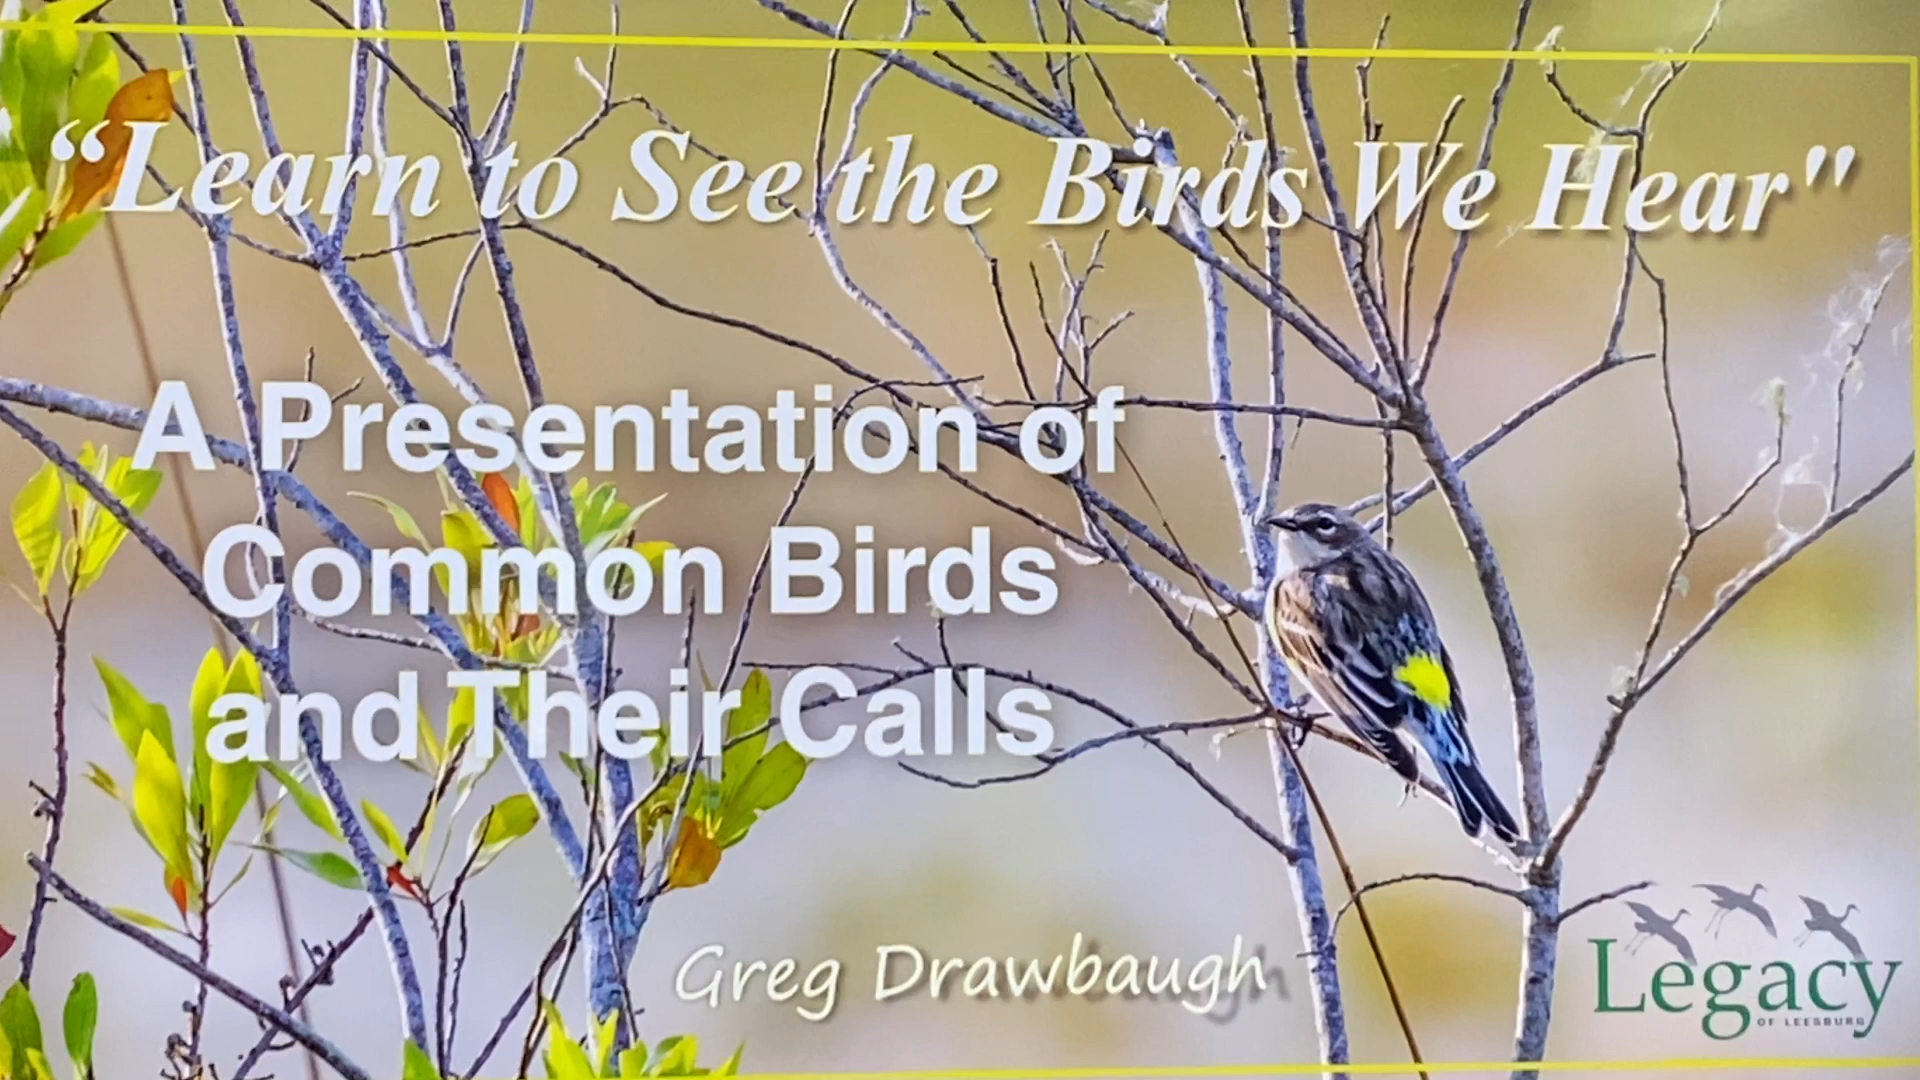 “Learn to See the Birds We Hear"
A Presentation of
Common Birds
and Their Calls
Greg Drawbaugh
Legacy
OF LEESBURG